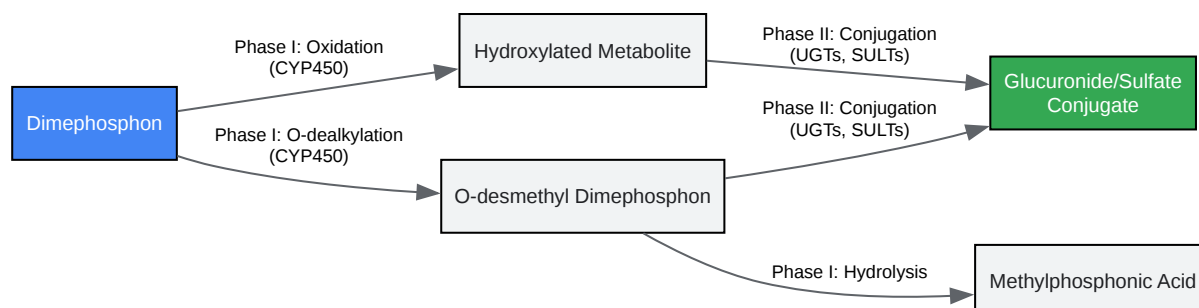 Phase I: Oxidation
(CYP450)
Hydroxylated Metabolite
Phase II: Conjugation
(UGTs, SULTs)
Glucuronide/Sulfate
Conjugate
Dimephosphon
Phase I: O-dealkylation
(CYP450)
Phase II: Conjugation
(UGTs, SULTs)
O-desmethyl Dimephosphon
Phase I: Hydrolysis
Methylphosphonic Acid